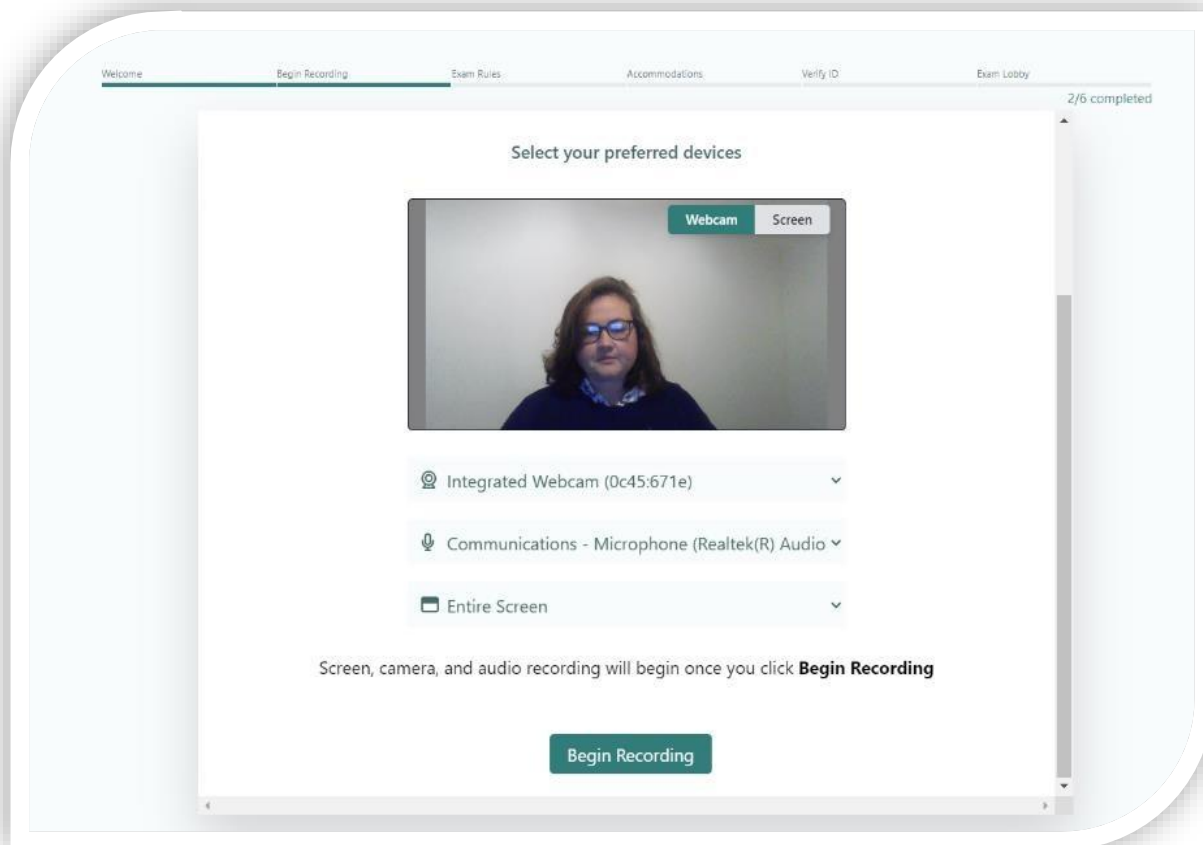 Welcome
Begin Recording
Exam Rules
Accommodations
Verify ID
Exam Lobby
2/6 completed
Select your preferred devices
Webcam
Screen
Integrated Webcam (0c45:671e)
Communications - Microphone (Realtek(R) Audio
Entire Screen
Screen, camera, and audio recording will begin once you click Begin Recording
Begin Recording